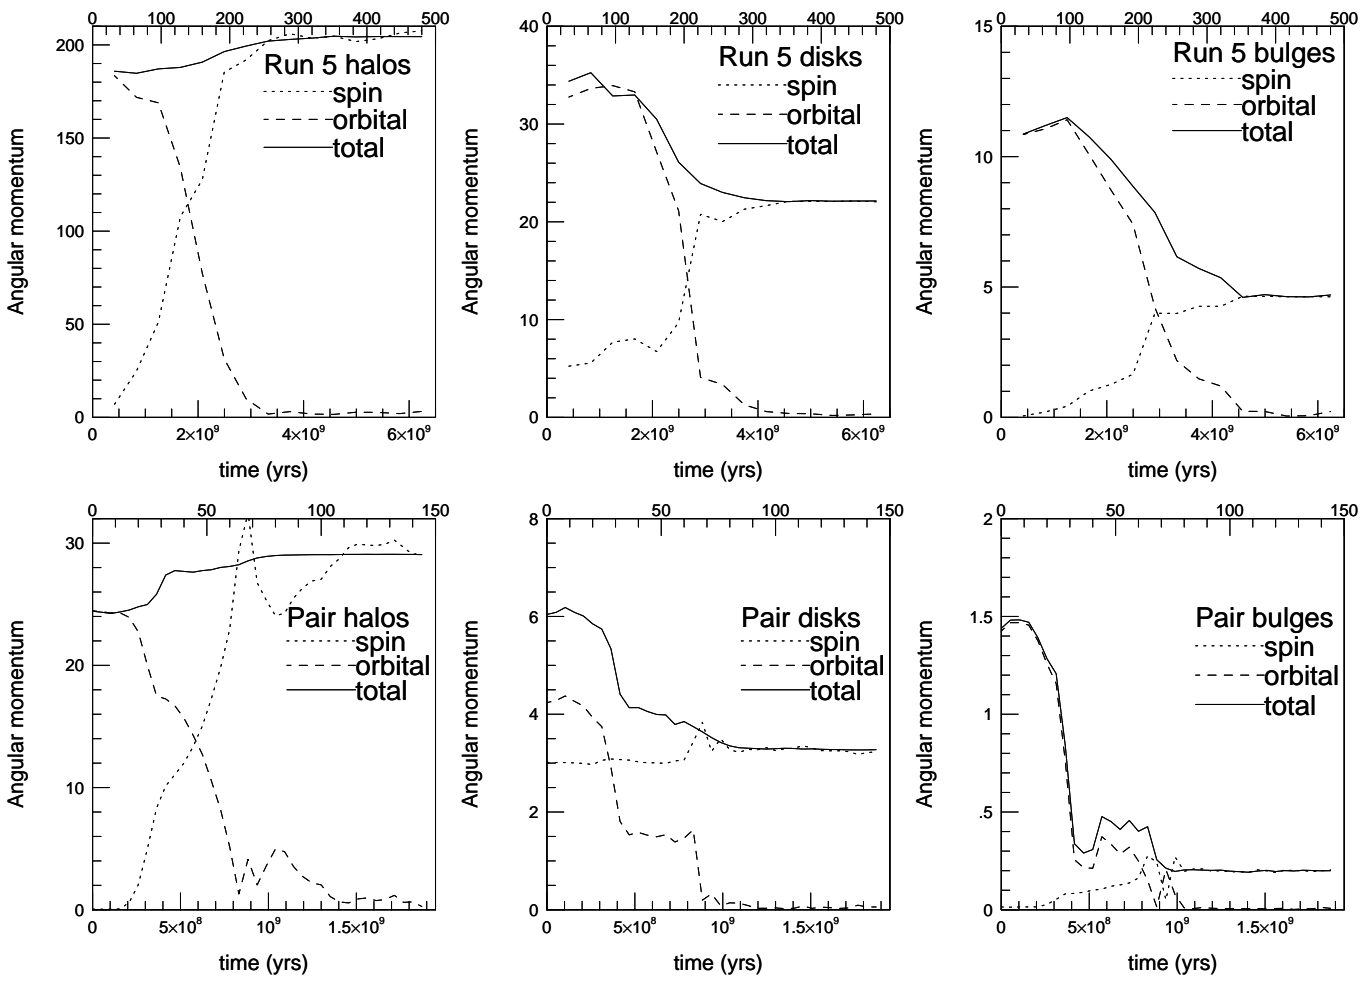 0 100 200 300 400 500
200
150
100
50
0
Angular momentum
Run 5 halos
spin
orbital
total
0 2×10⁹ 4×10⁹ 6×10⁹
time (yrs)
0 100 200 300 400 500
40
30
20
10
0
Angular momentum
Run 5 disks
spin
orbital
total
0 2×10⁹ 4×10⁹ 6×10⁹
time (yrs)
0 100 200 300 400 500
15
10
5
0
Angular momentum
Run 5 bulges
spin
orbital
total
0 2×10⁹ 4×10⁹ 6×10⁹
time (yrs)
0 50 100 150
30
20
10
0
Angular momentum
Pair halos
spin
orbital
total
0 5×10⁸ 10⁹ 1.5×10⁹
time (yrs)
0 50 100 150
8
6
4
2
0
Angular momentum
Pair disks
spin
orbital
total
0 5×10⁸ 10⁹ 1.5×10⁹
time (yrs)
0 50 100 150
2
1.5
1
.5
0
Angular momentum
Pair bulges
spin
orbital
total
0 5×10⁸ 10⁹ 1.5×10⁹
time (yrs)